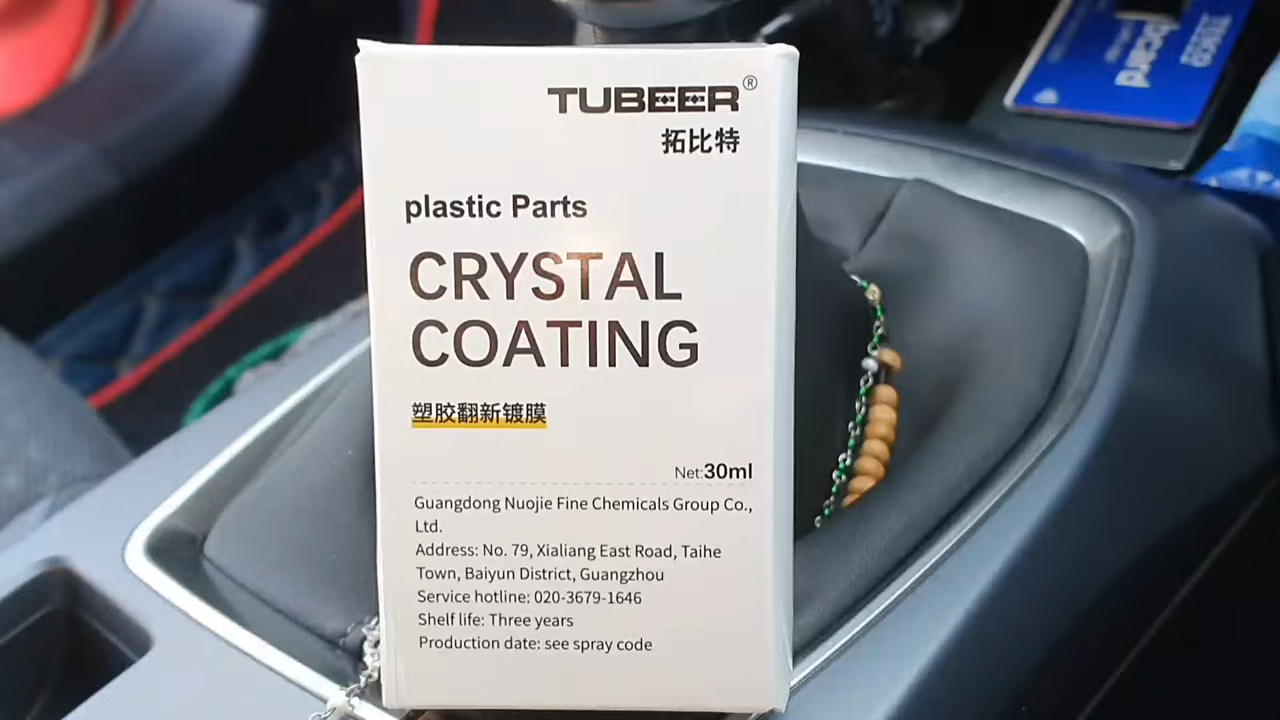 TUBEER®
拓比特
plastic Parts
CRYSTAL
COATING
塑胶翻新镀膜
Net:30ml
Guangdong Nuojie Fine Chemicals Group Co.,
Ltd.
Address: No. 79, Xialiang East Road, Taihe
Town, Baiyun District, Guangzhou
Service hotline: 020-3679-1646
Shelf life: Three years
Production date: see spray code